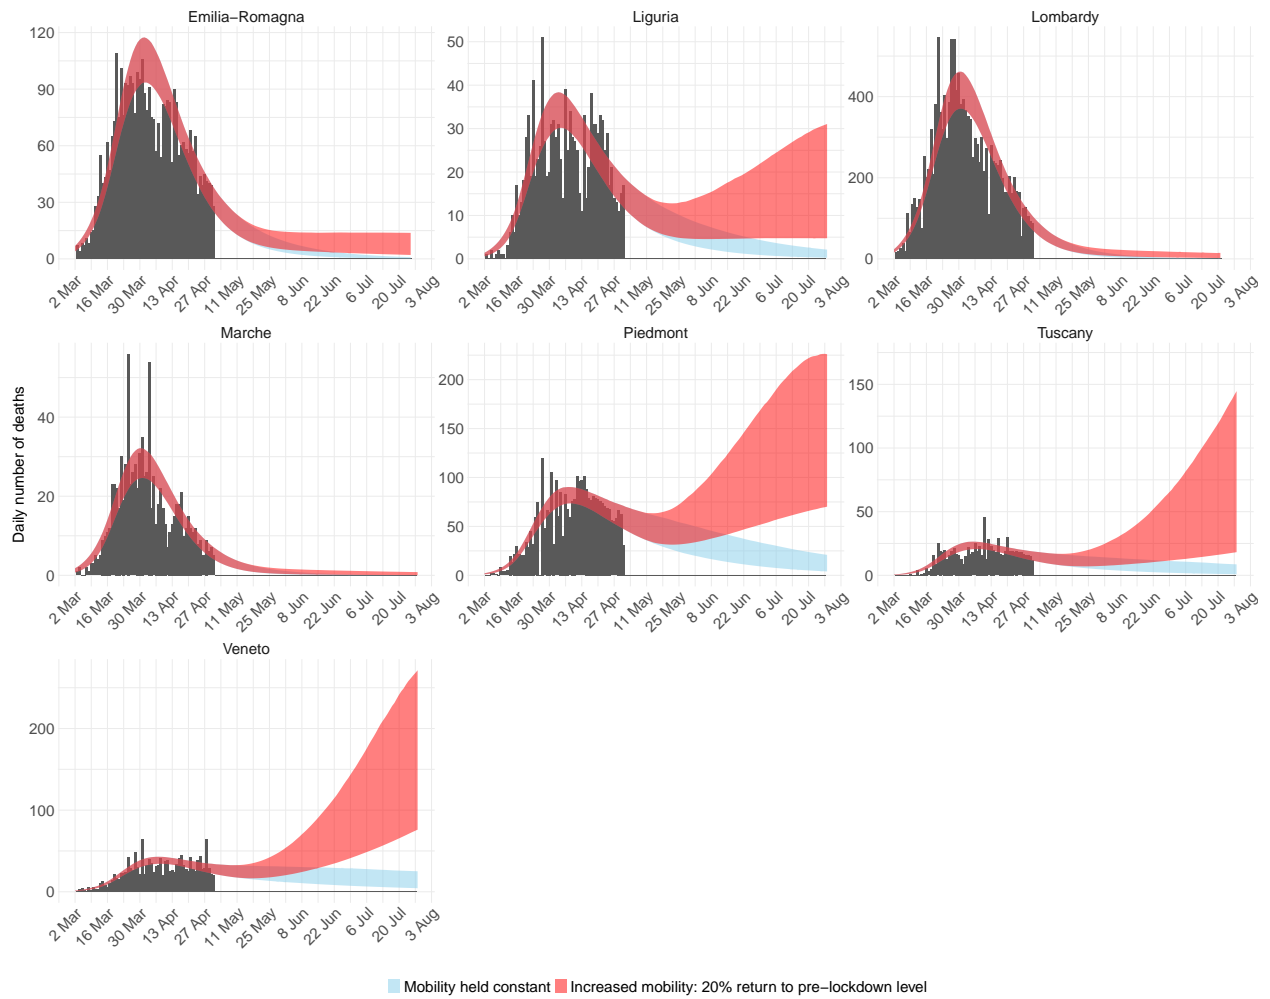 Emilia−Romagna
Liguria
Lombardy
120
90
60
30
0
50
40
30
20
10
0
400
200
0
2 Mar 16 Mar 30 Mar 13 Apr 27 Apr 11 May 25 May 8 Jun 22 Jun 6 Jul 20 Jul 3 Aug
2 Mar 16 Mar 30 Mar 13 Apr 27 Apr 11 May 25 May 8 Jun 22 Jun 6 Jul 20 Jul 3 Aug
2 Mar 16 Mar 30 Mar 13 Apr 27 Apr 11 May 25 May 8 Jun 22 Jun 6 Jul 20 Jul 3 Aug
Marche
Piedmont
Tuscany
Daily number of deaths
40
20
0
200
150
100
50
0
150
100
50
0
2 Mar 16 Mar 30 Mar 13 Apr 27 Apr 11 May 25 May 8 Jun 22 Jun 6 Jul 20 Jul 3 Aug
2 Mar 16 Mar 30 Mar 13 Apr 27 Apr 11 May 25 May 8 Jun 22 Jun 6 Jul 20 Jul 3 Aug
2 Mar 16 Mar 30 Mar 13 Apr 27 Apr 11 May 25 May 8 Jun 22 Jun 6 Jul 20 Jul 3 Aug
Veneto
200
100
0
2 Mar 16 Mar 30 Mar 13 Apr 27 Apr 11 May 25 May 8 Jun 22 Jun 6 Jul 20 Jul 3 Aug
Mobility held constant Increased mobility: 20% return to pre−lockdown level